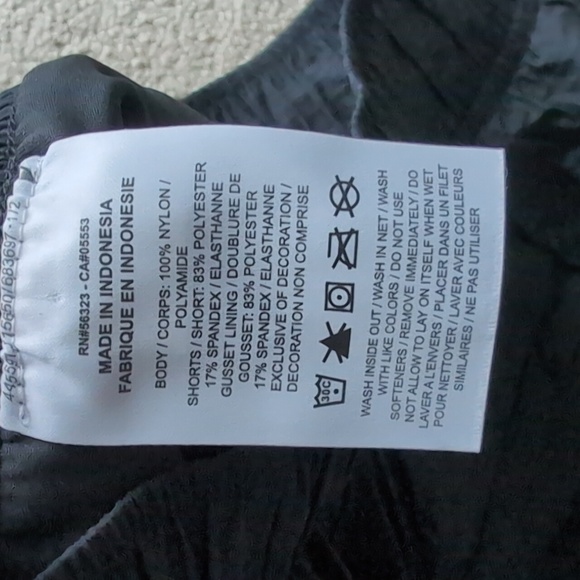 RN#56323 - CA#05553
MADE IN INDONESIA
FABRIQUE EN INDONESIE
BODY / CORPS: 100% NYLON /
POLYAMIDE
SHORTS / SHORT: 83% POLYESTER
17% SPANDEX / ELASTHANNE
GUSSET LINING / DOUBLURE DE
GOUSSET: 83% POLYESTER
17% SPANDEX / ELASTHANNE
EXCLUSIVE OF DECORATION /
DECORATION NON COMPRISE
30C
WASH INSIDE OUT / WASH IN NET / WASH
WITH LIKE COLORS / DO NOT USE
SOFTENERS / REMOVE IMMEDIATELY / DO
NOT ALLOW TO LAY ON ITSELF WHEN WET
LAVER A L'ENVERS / PLACER DANS UN FILET
POUR NETTOYER / LAVER AVEC COULEURS
SIMILAIRES / NE PAS UTILISER